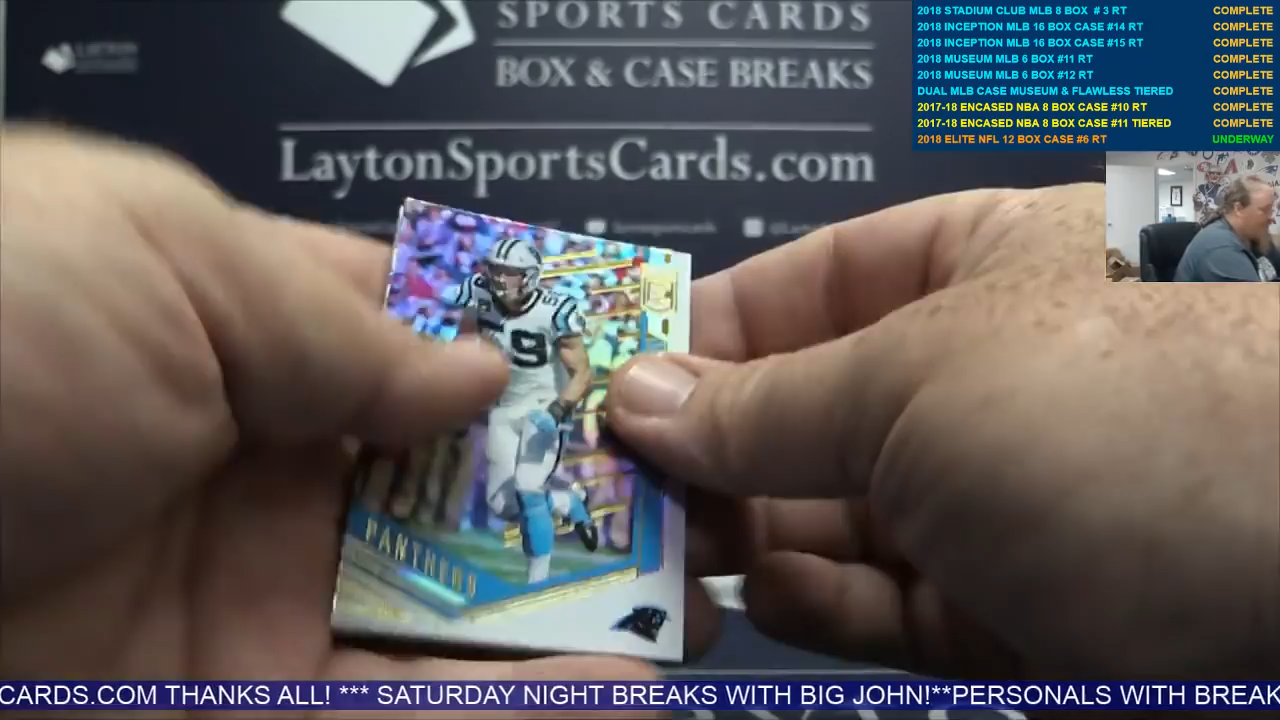 SPORTS CARDS
BOX & CASE BREAKS
LaytonSportsCards.com
LAYTON
59
PANTHERS
2018 STADIUM CLUB MLB 8 BOX # 3 RT COMPLETE
2018 INCEPTION MLB 16 BOX CASE #14 RT COMPLETE
2018 INCEPTION MLB 16 BOX CASE #15 RT COMPLETE
2018 MUSEUM MLB 6 BOX #11 RT COMPLETE
2018 MUSEUM MLB 6 BOX #12 RT COMPLETE
DUAL MLB CASE MUSEUM & FLAWLESS TIERED COMPLETE
2017-18 ENCASED NBA 8 BOX CASE #10 RT COMPLETE
2017-18 ENCASED NBA 8 BOX CASE #11 TIERED COMPLETE
2018 ELITE NFL 12 BOX CASE #6 RT UNDERWAY
CARDS.COM THANKS ALL! *** SATURDAY NIGHT BREAKS WITH BIG JOHN!**PERSONALS WITH BREAK